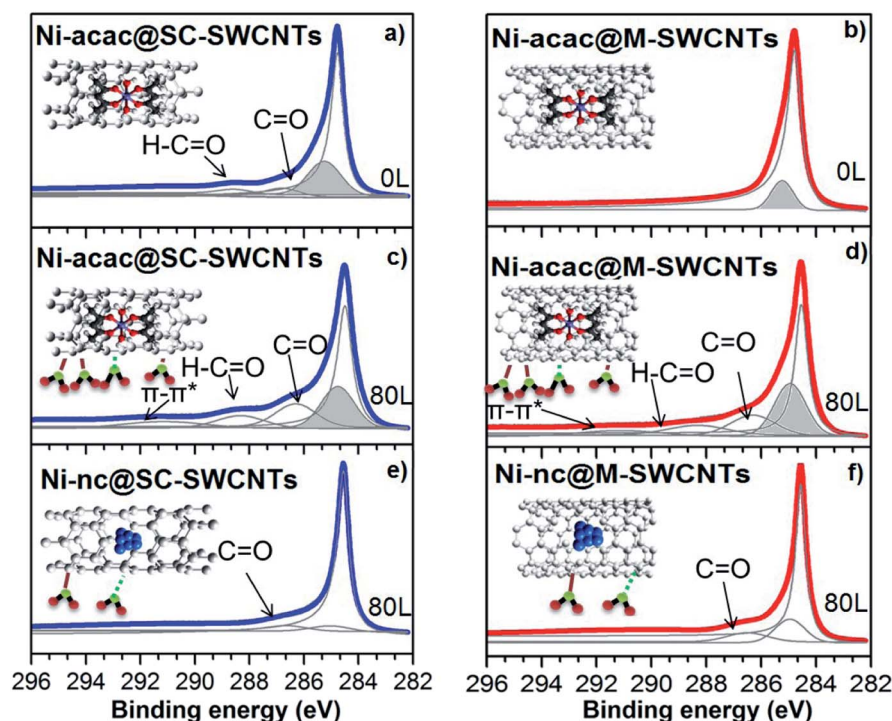 Ni-acac@SC-SWCNTs a)
H-C=O
C=O
0L
Ni-acac@M-SWCNTs b)
0L
Ni-acac@SC-SWCNTs c)
π-π*
H-C=O
C=O
80L
Ni-acac@M-SWCNTs d)
π-π*
H-C=O
C=O
80L
Ni-nc@SC-SWCNTs e)
C=O
80L
Ni-nc@M-SWCNTs f)
C=O
80L
296 294 292 290 288 286 284 282
Binding energy (eV)
296 294 292 290 288 286 284 282
Binding energy (eV)